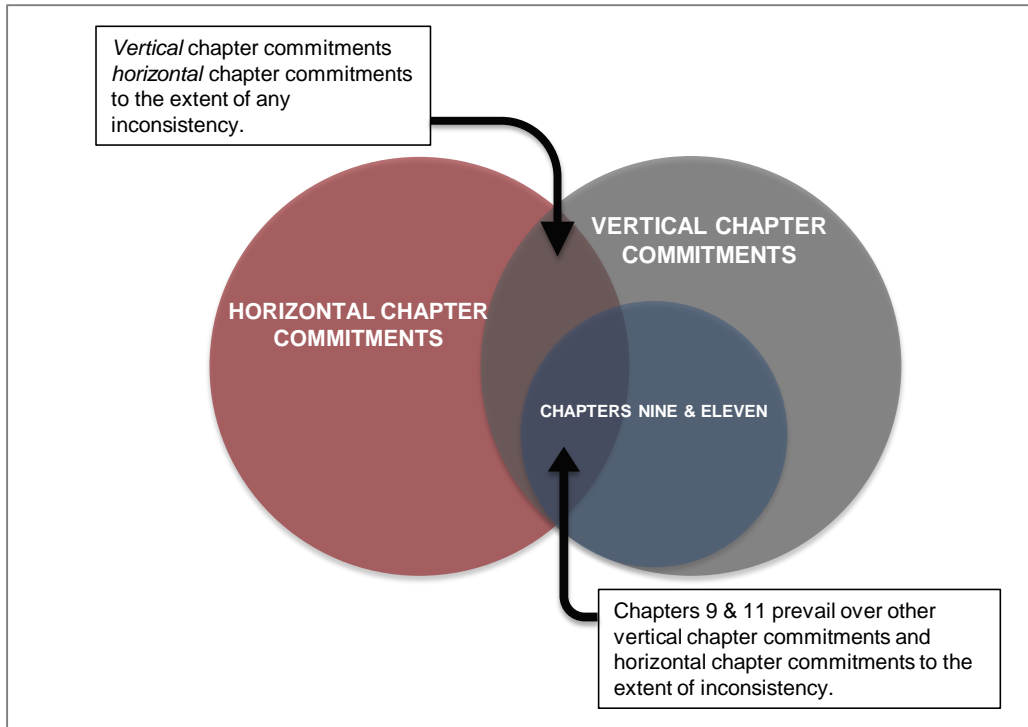 Vertical chapter commitments
horizontal chapter commitments
to the extent of any
inconsistency.
VERTICAL CHAPTER
COMMITMENTS
HORIZONTAL CHAPTER
COMMITMENTS
CHAPTERS NINE & ELEVEN
Chapters 9 & 11 prevail over other
vertical chapter commitments and
horizontal chapter commitments to the
extent of inconsistency.